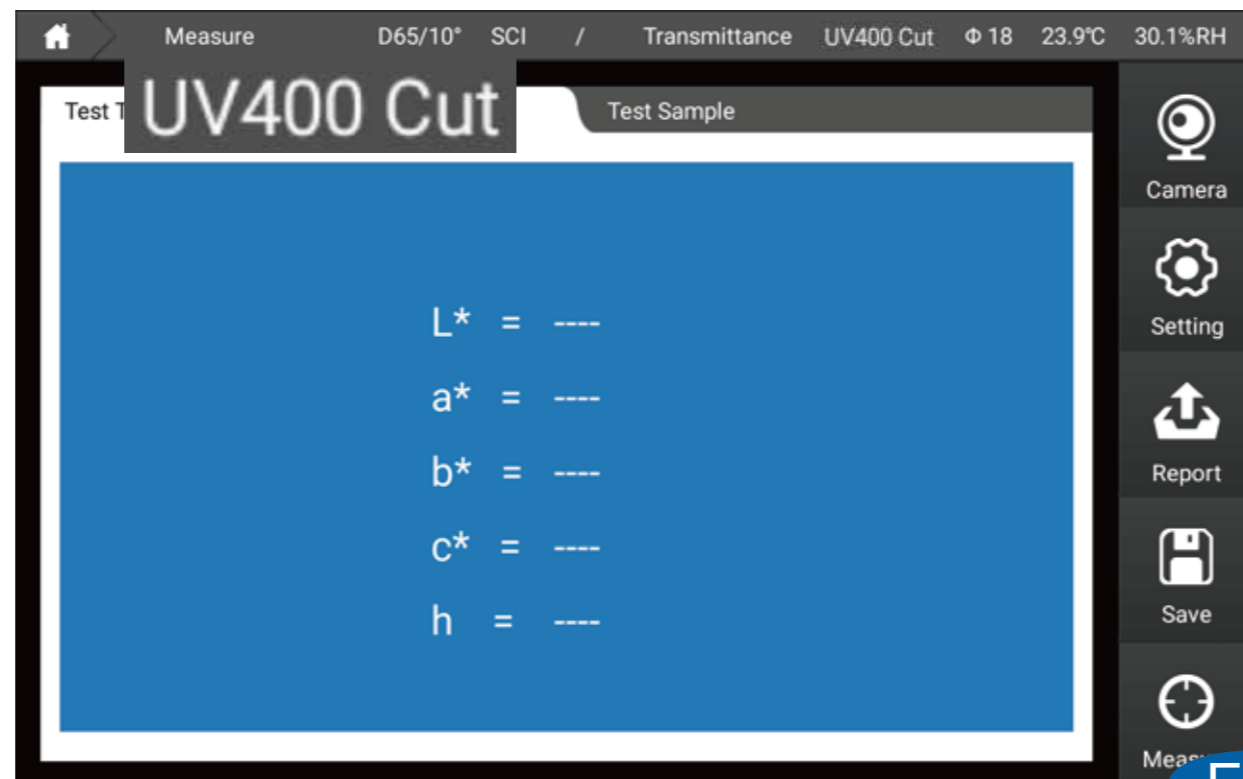 Measure D65/10° SCI / Transmittance UV400 Cut Φ 18 23.9℃ 30.1%RH
UV400 Cut
Test Test Sample
Camera
L* = ----
Setting
a* = ----
Report
b* = ----
c* = ----
Save
h = ----